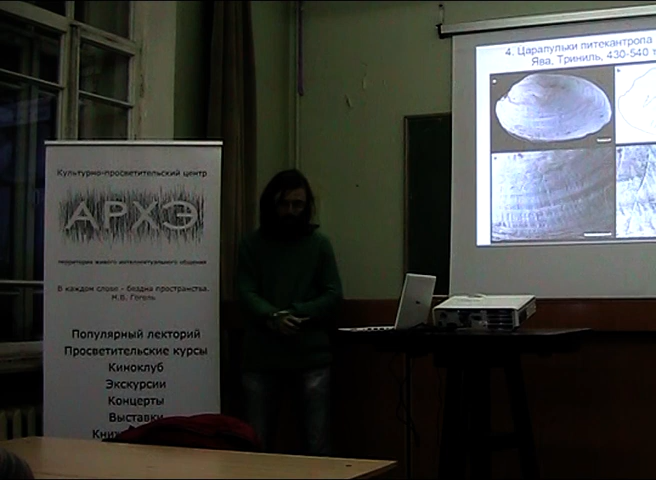 Культурно-просветительский центр
АРХЭ
территория живого интеллектуального общения
В каждом слове - бездна пространства.
Н.В. Гоголь
Популярный лекторий
Просветительские курсы
Киноклуб
Экскурсии
Концерты
Выставки
4. Царапульки питекантропа
Ява, Триниль, 430-540